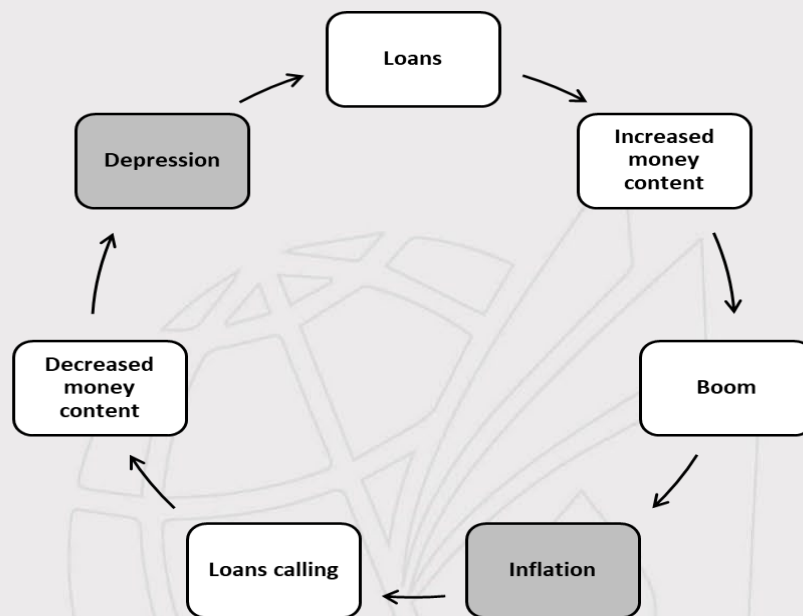 Loans
Increased
money
content
Boom
Inflation
Loans calling
Decreased
money
content
Depression